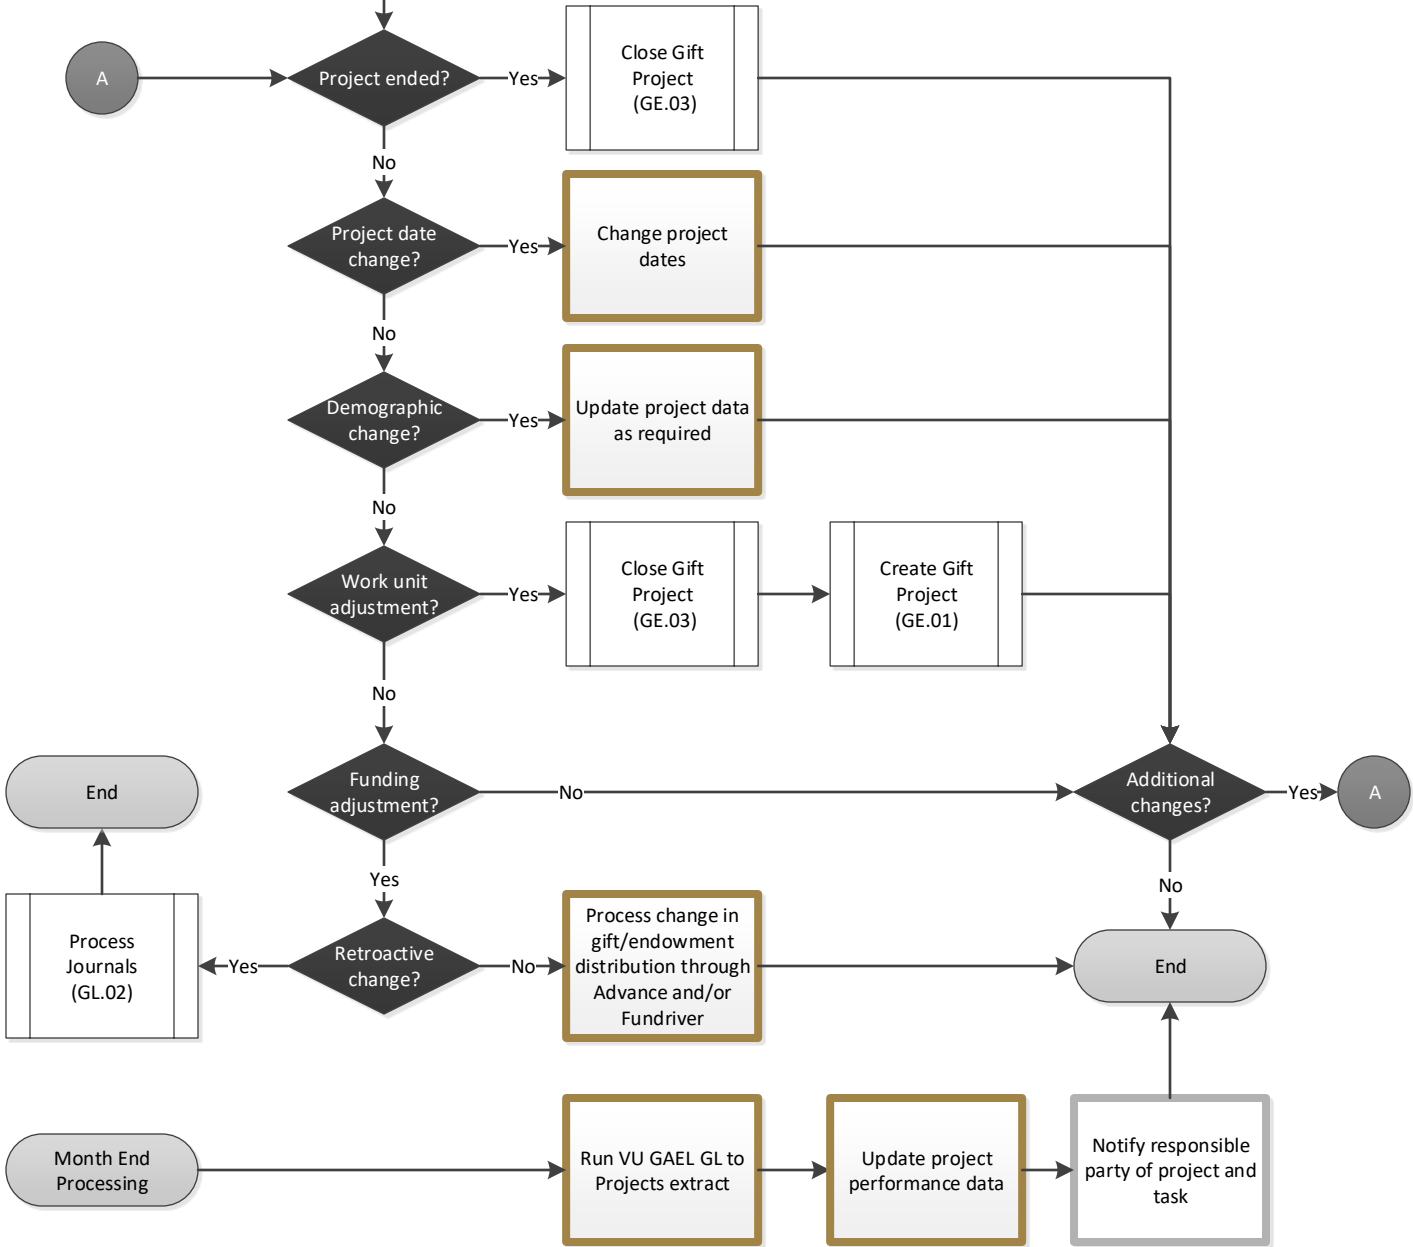 A
Project ended?
Yes
Close Gift
Project
(GE.03)
No
Project date
change?
Yes
Change project
dates
No
Demographic
change?
Yes
Update project data
as required
No
Work unit
adjustment?
Yes
Close Gift
Project
(GE.03)
Create Gift
Project
(GE.01)
No
End
Funding
adjustment?
No
Additional
changes?
Yes
A
Yes
No
Process
Journals
(GL.02)
Yes
Retroactive
change?
No
Process change in
gift/endowment
distribution through
Advance and/or
Fundriver
End
Month End
Processing
Run VU GAEL GL to
Projects extract
Update project
performance data
Notify responsible
party of project and
task